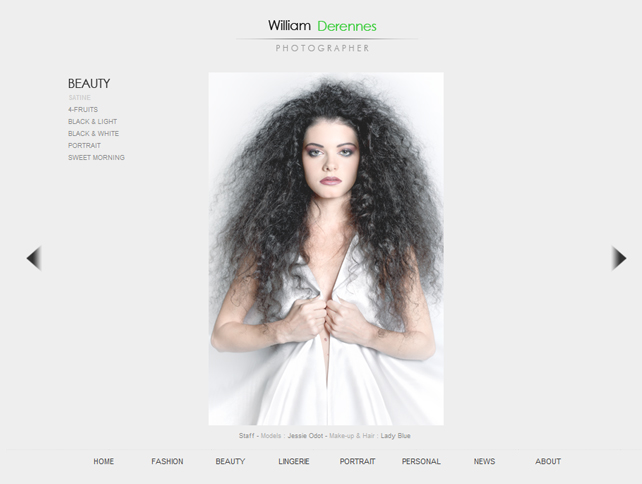 William Derennes
PHOTOGRAPHER
BEAUTY
SATINE
4-FRUITS
BLACK & LIGHT
BLACK & WHITE
PORTRAIT
SWEET MORNING
Staff - Models : Jessie Odot - Make-up & Hair : Lady Blue
HOME FASHION BEAUTY LINGERIE PORTRAIT PERSONAL NEWS ABOUT